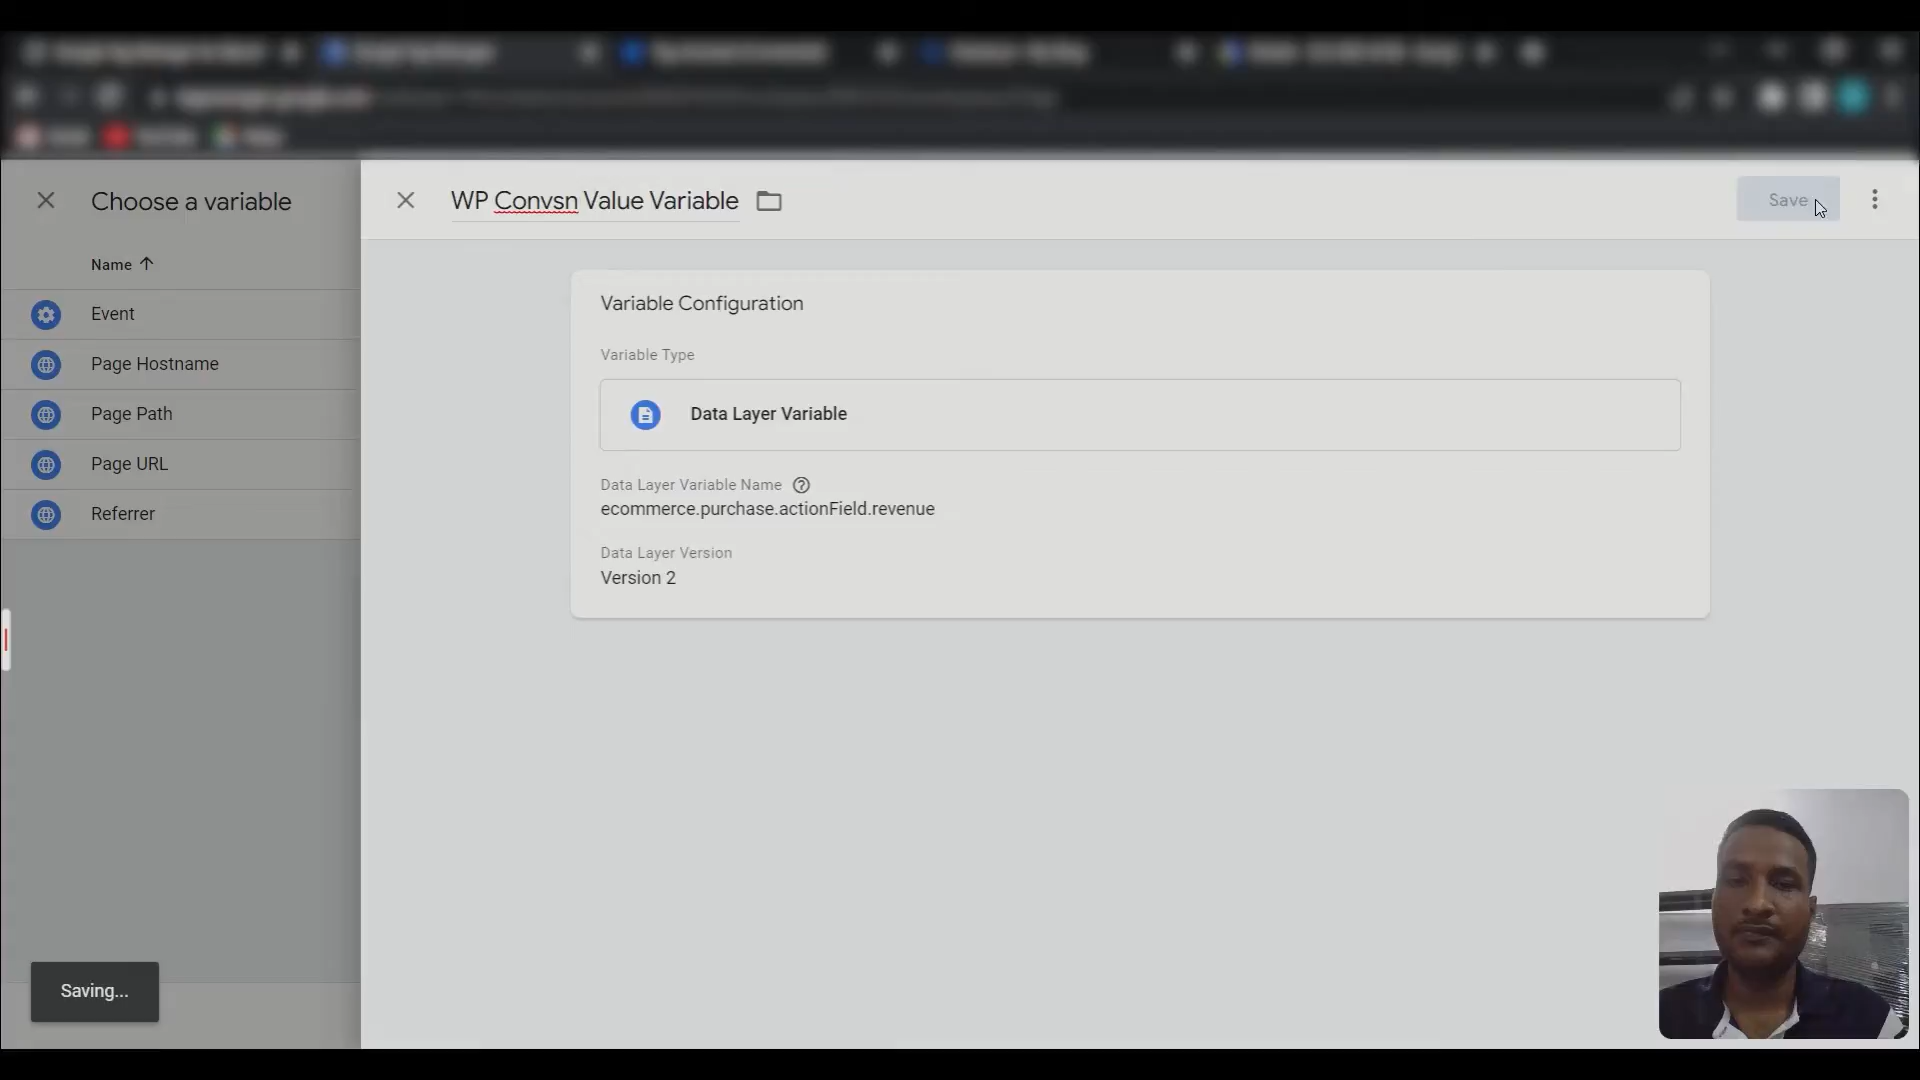 Choose a variable
WP Convsn Value Variable
Save
Name
Event
Page Hostname
Page Path
Page URL
Referrer
Variable Configuration
Variable Type
Data Layer Variable
Data Layer Variable Name
ecommerce.purchase.actionField.revenue
Data Layer Version
Version 2
Saving...